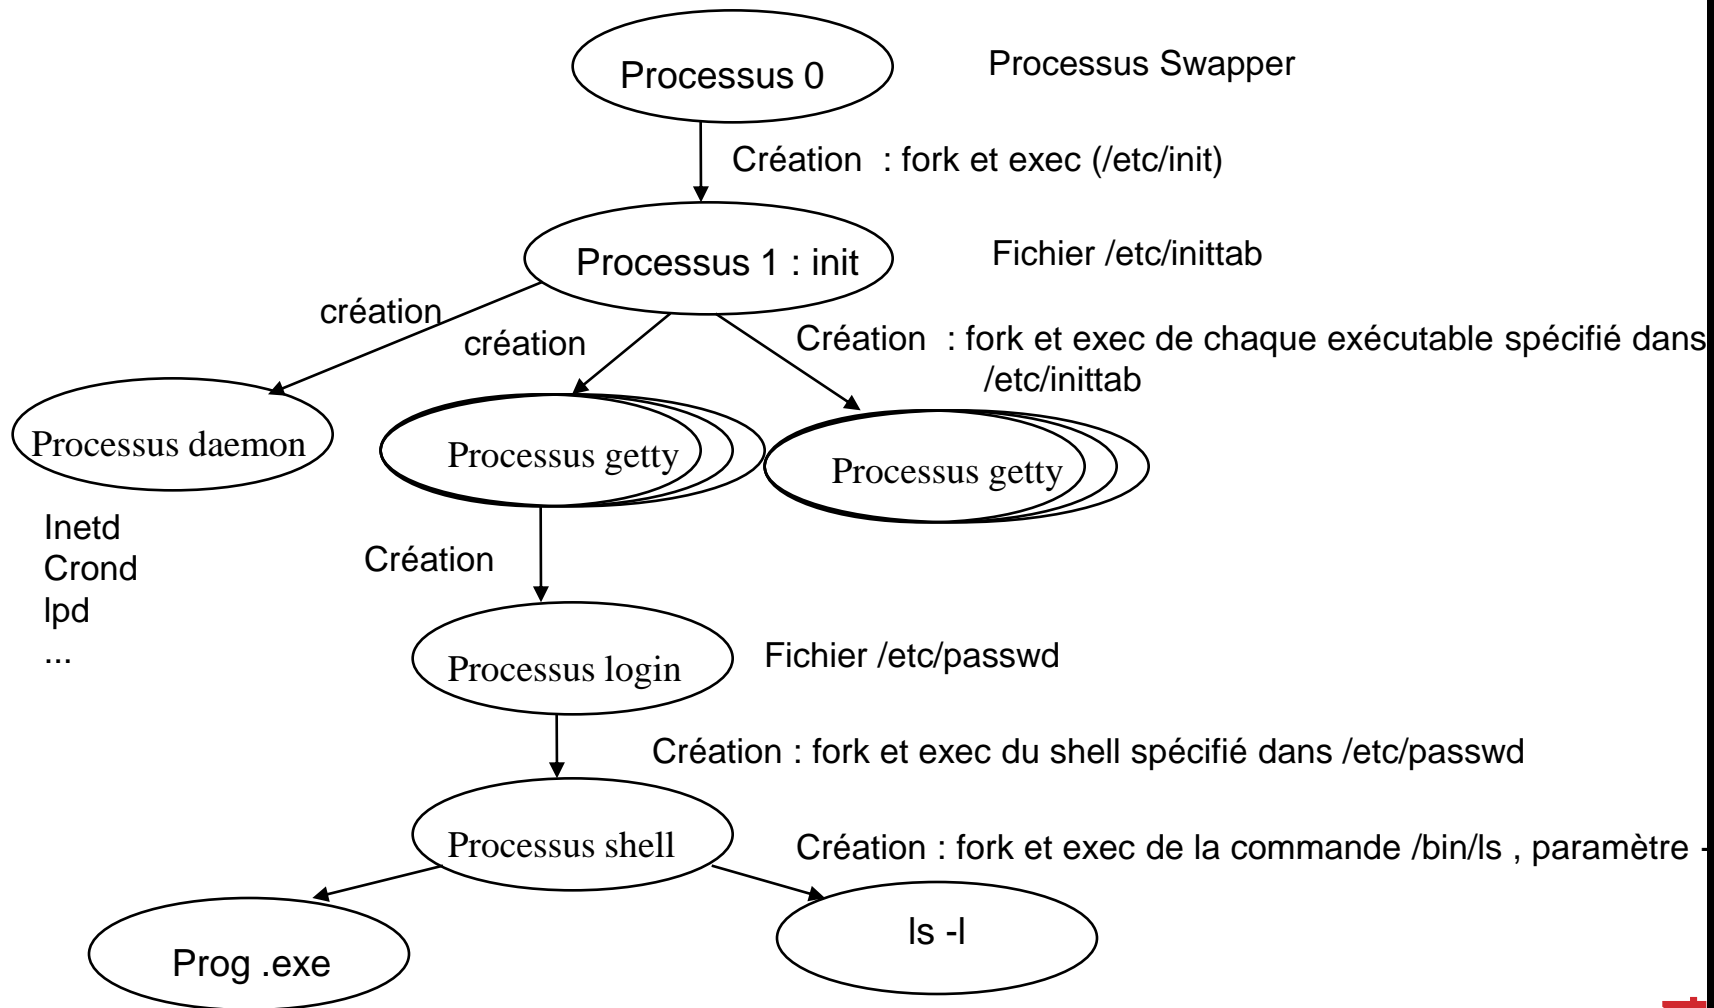 Processus 0
Processus Swapper
Création : fork et exec (/etc/init)
Processus 1 : init
Fichier /etc/inittab
création
création
Création : fork et exec de chaque exécutable spécifié dans
/etc/inittab
Processus daemon
Processus getty
Processus getty
Inetd
Crond
lpd
...
Création
Processus login
Fichier /etc/passwd
Création : fork et exec du shell spécifié dans /etc/passwd
Processus shell
Création : fork et exec de la commande /bin/ls , paramètre -
Prog .exe
ls -l